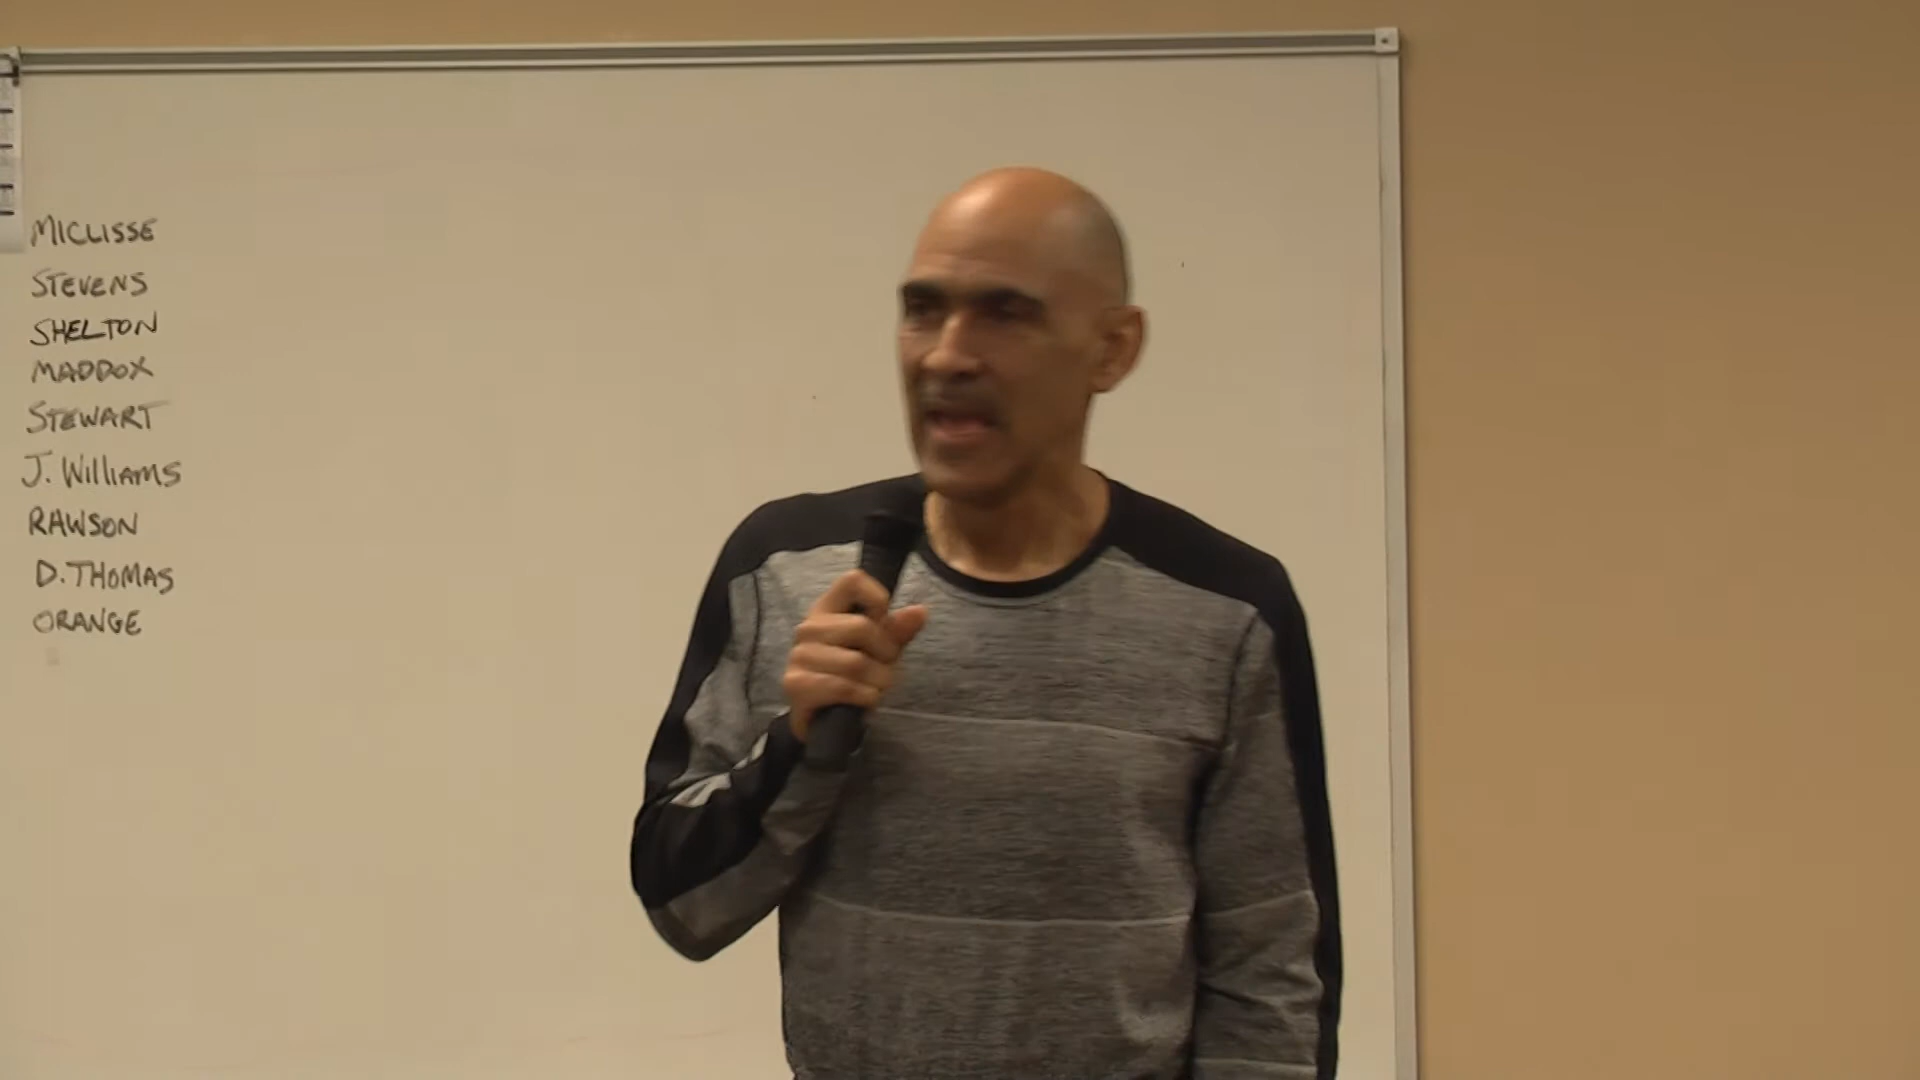 MICLISSE
STEVENS
SHELTON
MADDOX
STEWART
J. Williams
RAWSON
D. THOMAS
ORANGE